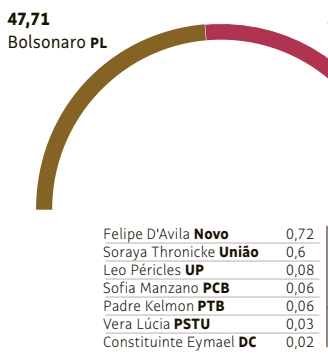 47,71
Bolsonaro PL
Felipe D'Avila Novo 0,72
Soraya Thronicke União 0,6
Leo Péricles UP 0,08
Sofia Manzano PCB 0,06
Padre Kelmon PTB 0,06
Vera Lúcia PSTU 0,03
Constituinte Eymael DC 0,02